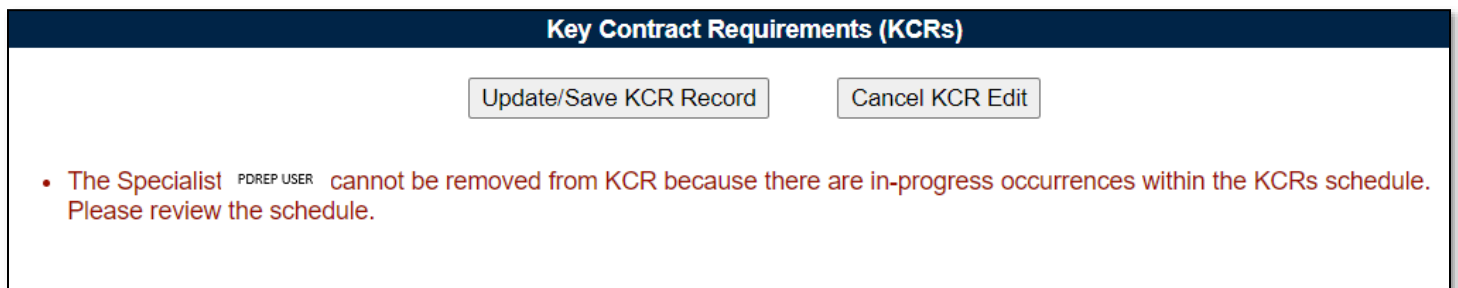 Key Contract Requirements (KCRs)
Update/Save KCR Record Cancel KCR Edit
• The Specialist PDREP USER cannot be removed from KCR because there are in-progress occurrences within the KCRs schedule.
Please review the schedule.